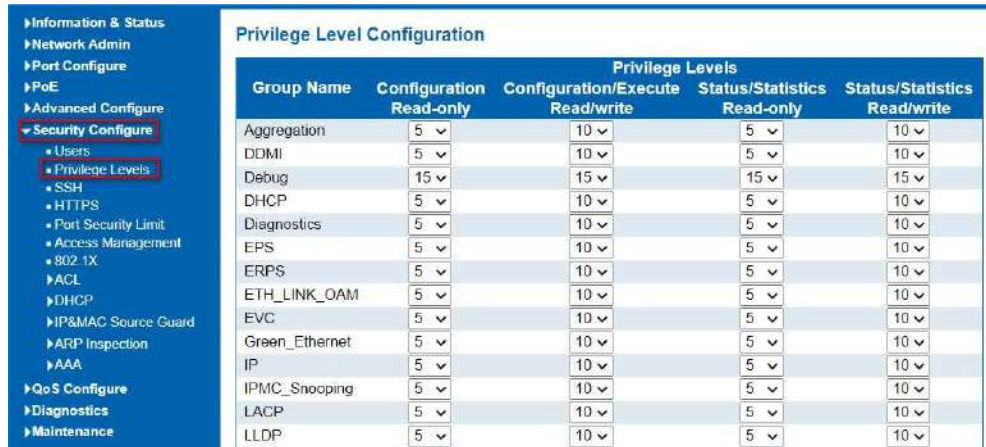 Information & Status
Network Admin
Port Configure
PoE
Advanced Configure
Security Configure
Users
Privilege Levels
SSH
HTTPS
Port Security Limit
Access Management
802.1X
ACL
DHCP
IP&MAC Source Guard
ARP Inspection
AAA
QoS Configure
Diagnostics
Maintenance
Privilege Level Configuration
Privilege Levels
Group Name Configuration Configuration/Execute Status/Statistics Status/Statistics
Read-only Read/write Read-only Read/write
Aggregation 5 10 5 10
DDMI 5 10 5 10
Debug 15 15 15 15
DHCP 5 10 5 10
Diagnostics 5 10 5 10
EPS 5 10 5 10
ERPS 5 10 5 10
ETH_LINK_OAM 5 10 5 10
EVC 5 10 5 10
Green_Ethernet 5 10 5 10
IP 5 10 5 10
IPMC_Snooping 5 10 5 10
LACP 5 10 5 10
LLDP 5 10 5 10